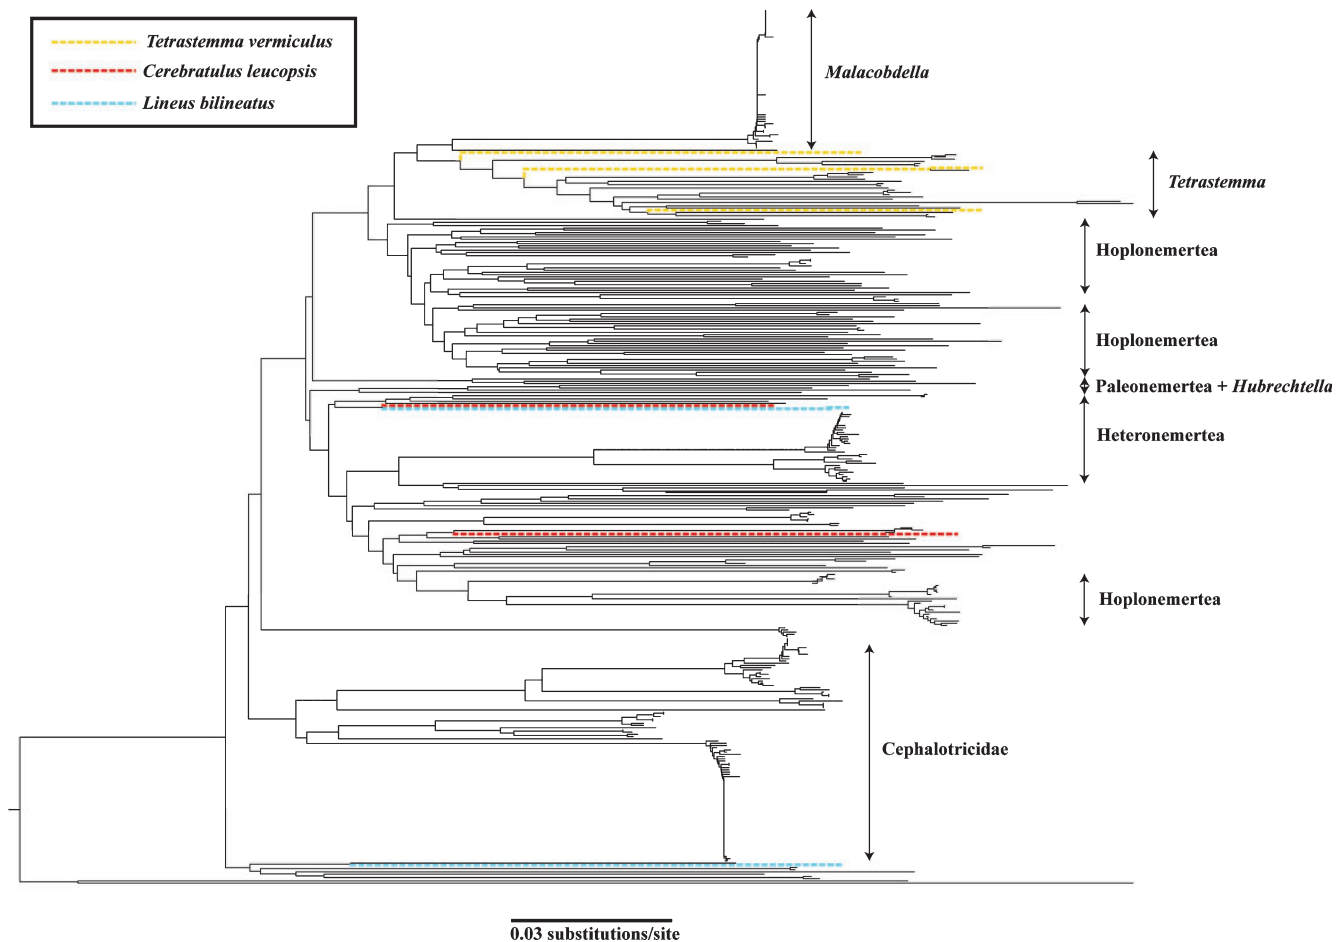 Tetrastemma vermiculus
Cerebratulus leucopsis
Lineus bilineatus
Malacobdella
Tetrastemma
Hoplonemertea
Hoplonemertea
Paleonemertea + Hubrechtella
Heteronemertea
Hoplonemertea
Cephalotricidae
0.03 substitutions/site